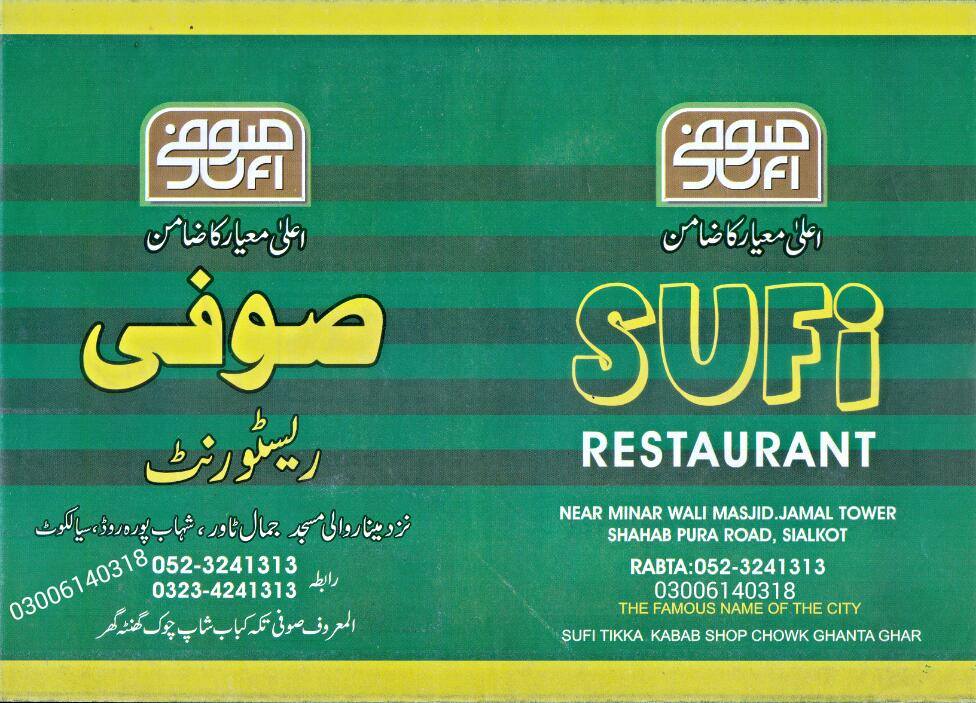 صوفی
SUFI
اعلیٰ معیار کا ضامن
صوفی
ریسٹورنٹ
نزد مینار والی مسجد جمال ٹاور، شہاب پورہ روڈ، سیالکوٹ
03006140318
052-3241313
0323-4241313
رابطہ
المعروف صوفی تکہ کباب شاپ چوک گھنٹہ گھر
صوفی
SUFI
اعلیٰ معیار کا ضامن
SUFi
RESTAURANT
NEAR MINAR WALI MASJID.JAMAL TOWER
SHAHAB PURA ROAD, SIALKOT
RABTA:052-3241313
03006140318
THE FAMOUS NAME OF THE CITY
SUFI TIKKA KABAB SHOP CHOWK GHANTA GHAR